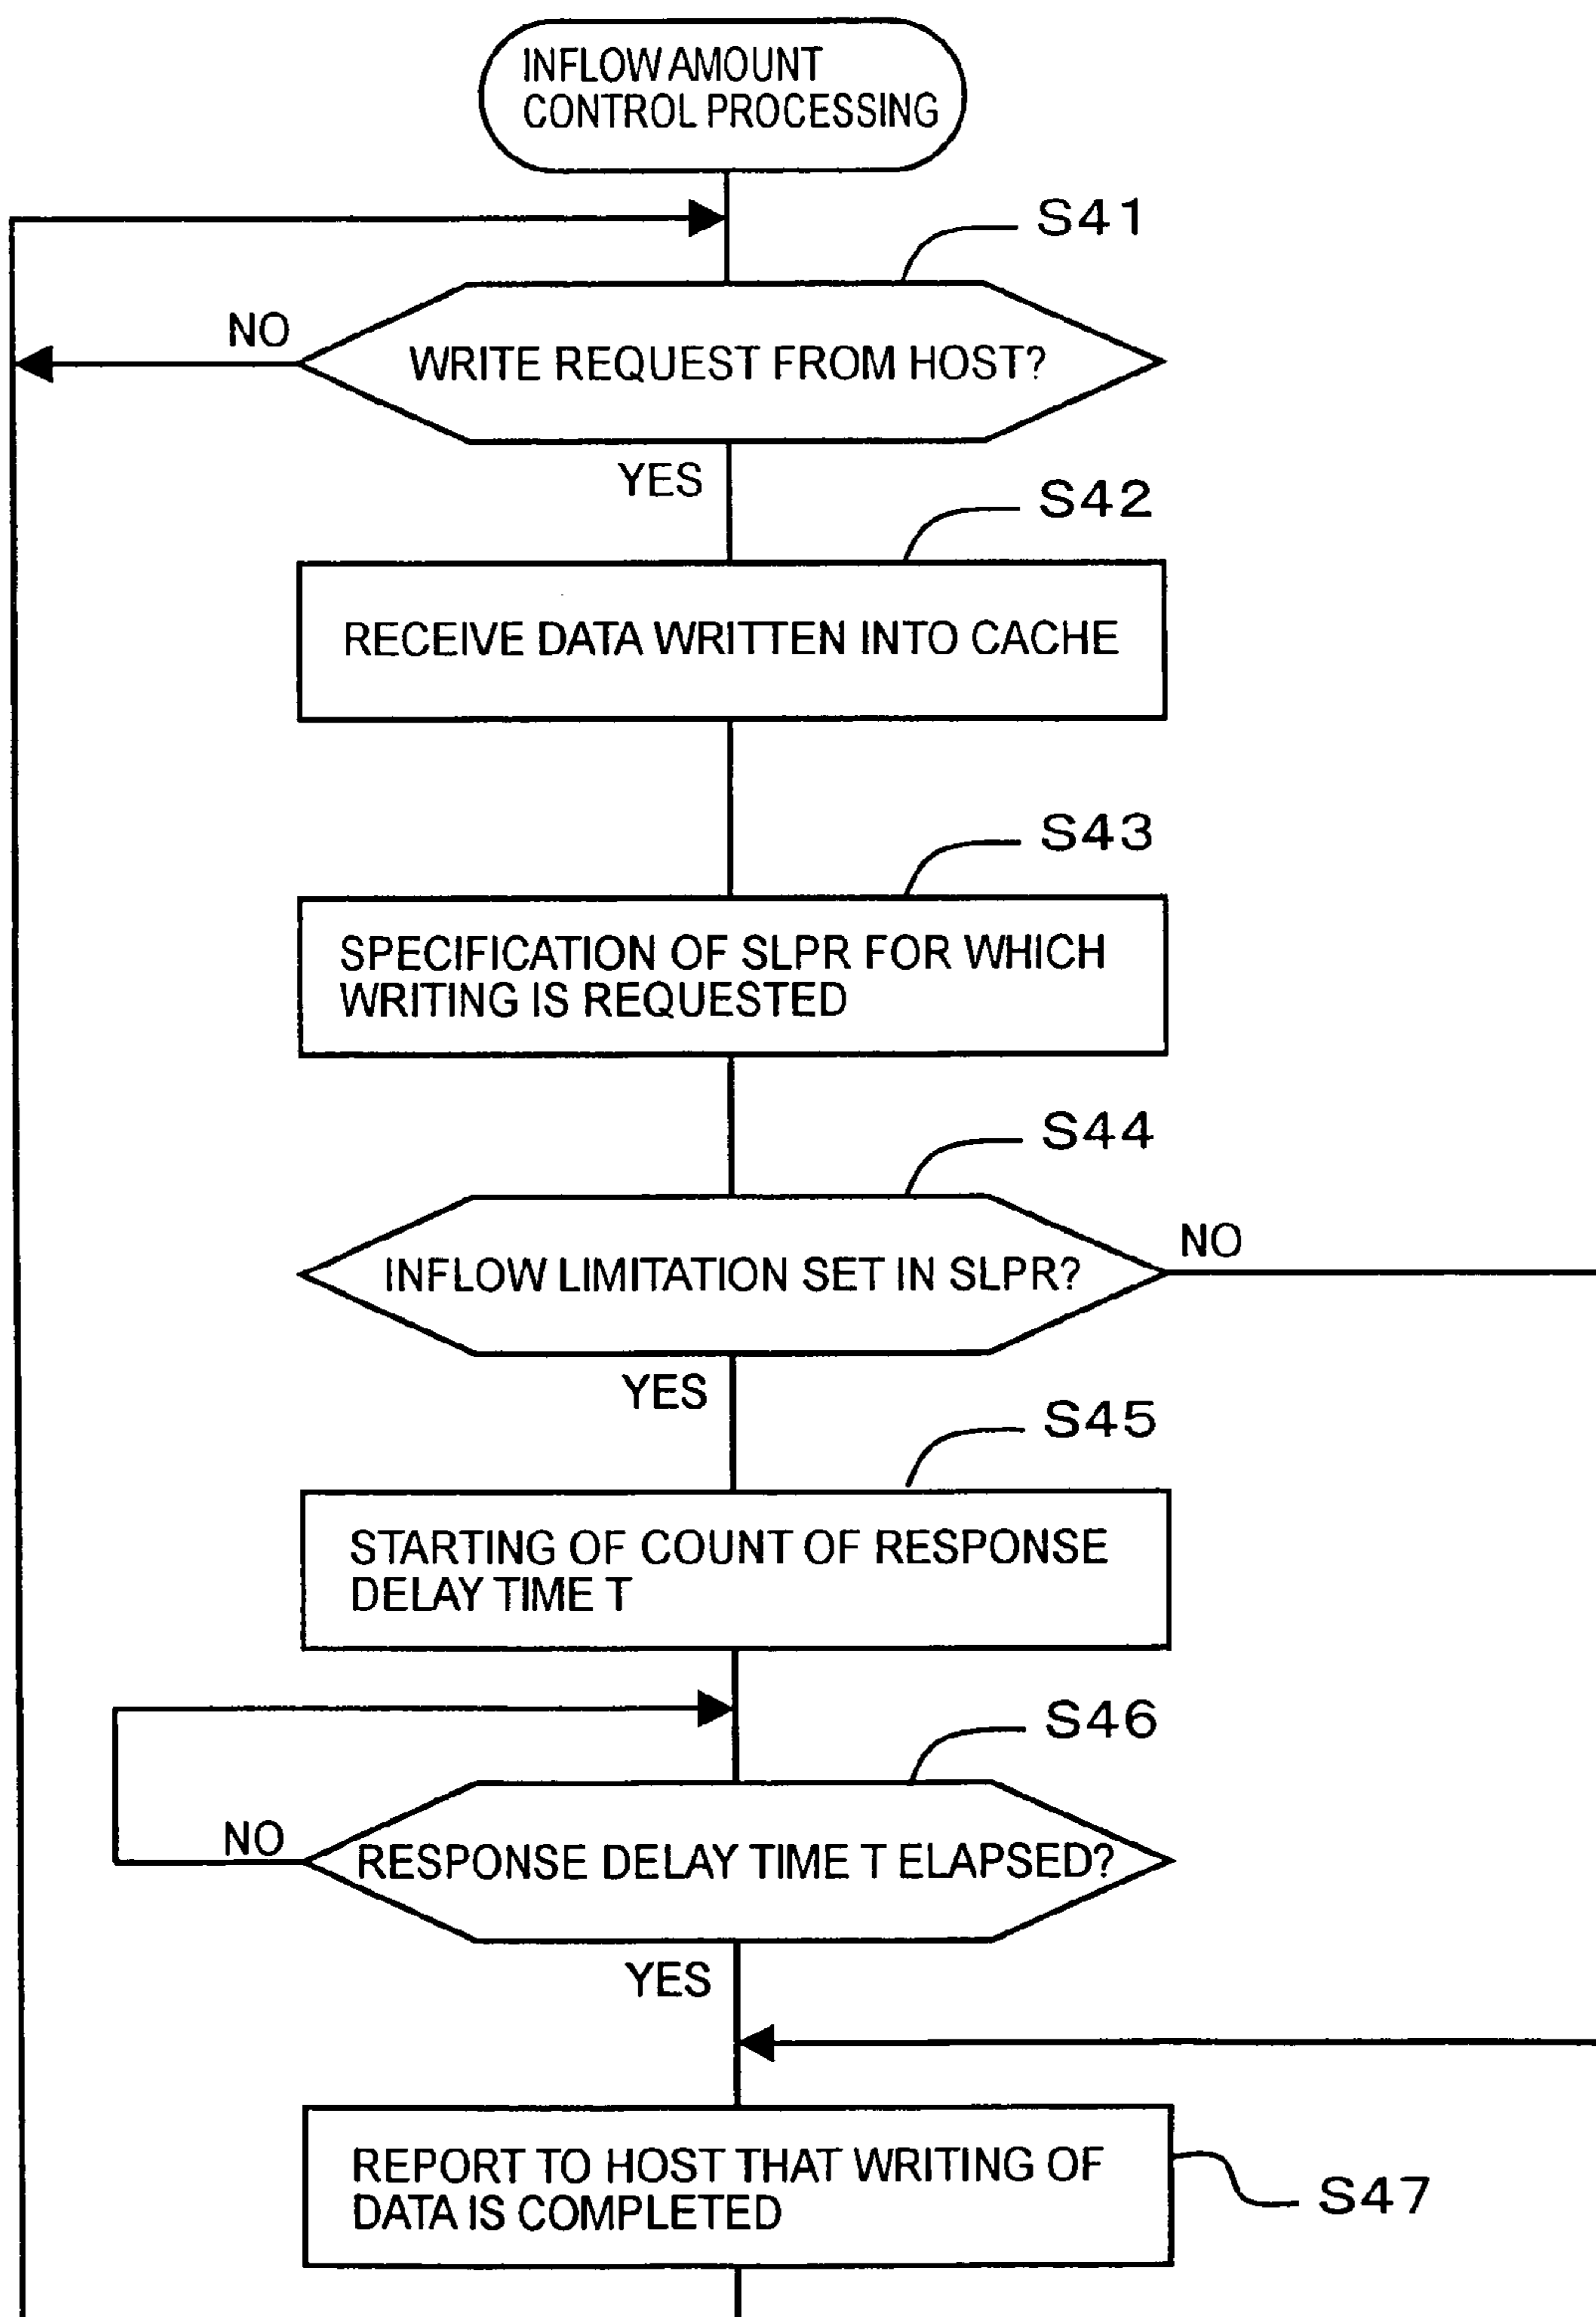 INFLOW AMOUNT
CONTROL PROCESSING
S41
NO
WRITE REQUEST FROM HOST?
YES
S42
RECEIVE DATA WRITTEN INTO CACHE
S43
SPECIFICATION OF SLPR FOR WHICH
WRITING IS REQUESTED
S44
NO
INFLOW LIMITATION SET IN SLPR?
YES
S45
STARTING OF COUNT OF RESPONSE
DELAY TIME T
S46
NO
RESPONSE DELAY TIME T ELAPSED?
YES
REPORT TO HOST THAT WRITING OF
DATA IS COMPLETED
S47